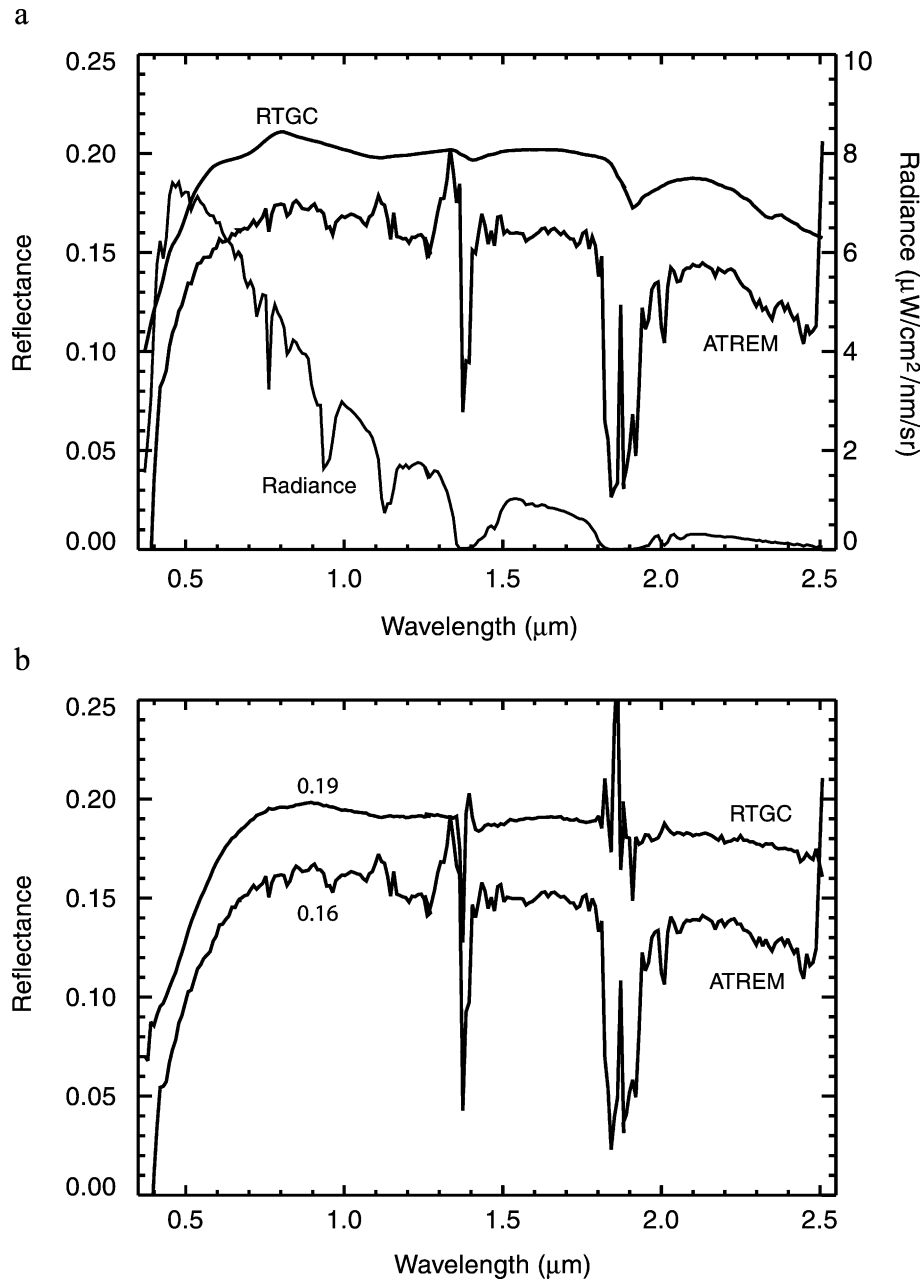 a
0.25
0.20
0.15
0.10
0.05
0.00
Reflectance
10
8
6
4
2
0
Radiance (μW/cm²/nm/sr)
RTGC
ATREM
Radiance
0.5 1.0 1.5 2.0 2.5
Wavelength (μm)
b
0.25
0.20
0.15
0.10
0.05
0.00
Reflectance
0.19
RTGC
0.16
ATREM
0.5 1.0 1.5 2.0 2.5
Wavelength (μm)